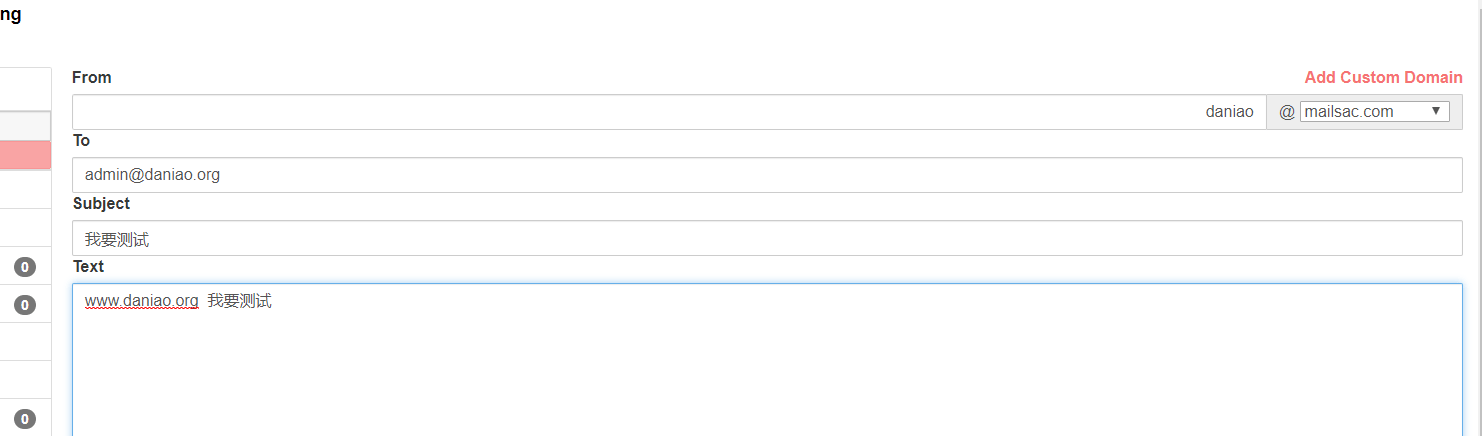 ng
From Add Custom Domain
daniao @ mailsac.com
To
admin@daniao.org
Subject
我要测试
Text
www.daniao.org 我要测试
0
0
0